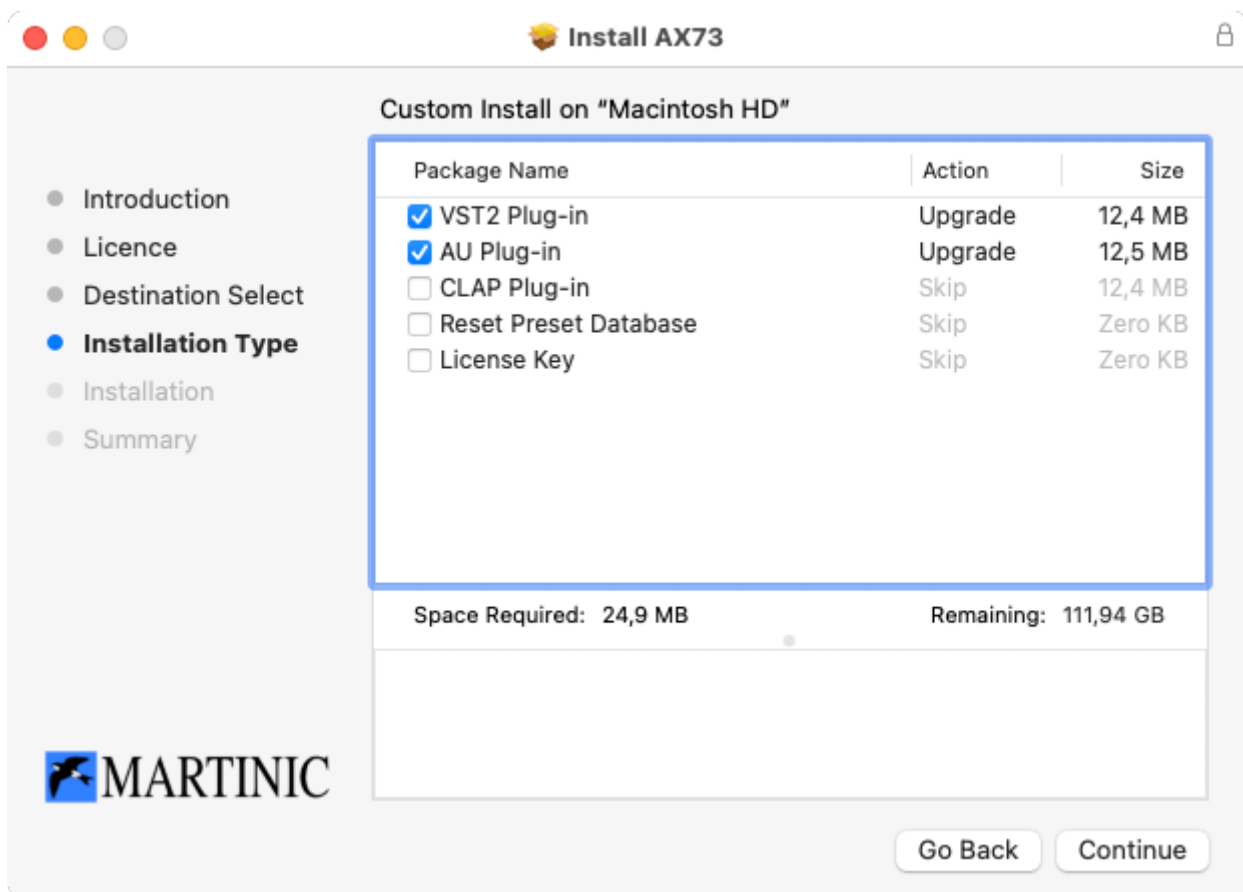 Install AX73
Custom Install on “Macintosh HD”
Introduction
Licence
Destination Select
Installation Type
Installation
Summary
Package Name Action Size
VST2 Plug-in Upgrade 12,4 MB
AU Plug-in Upgrade 12,5 MB
CLAP Plug-in Skip 12,4 MB
Reset Preset Database Skip Zero KB
License Key Skip Zero KB
Space Required: 24,9 MB Remaining: 111,94 GB
MARTINIC
Go Back Continue